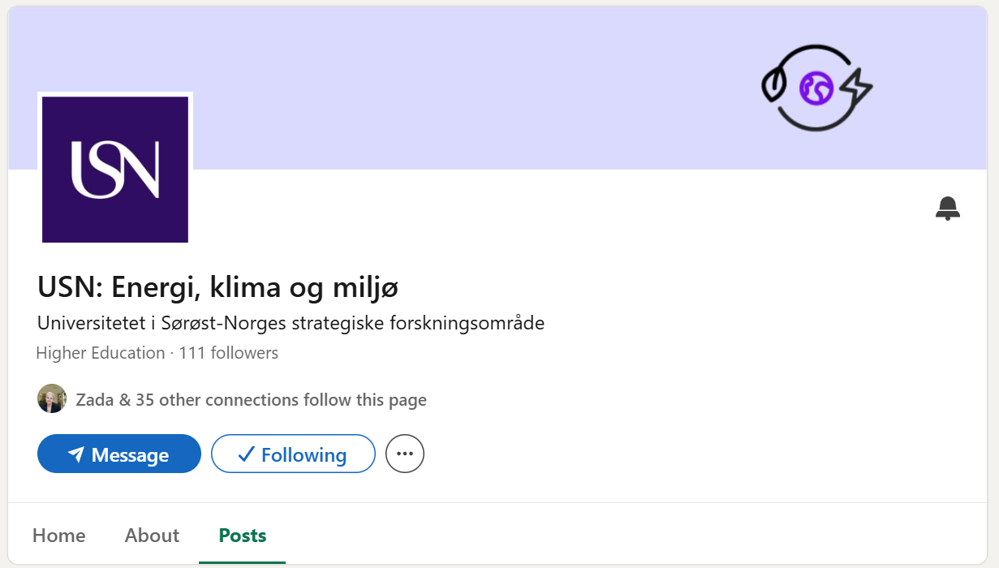 USN
USN: Energi, klima og miljø
Universitetet i Sørøst-Norges strategiske forskningsområde
Higher Education · 111 followers
Zada & 35 other connections follow this page
Message
Following
Home
About
Posts